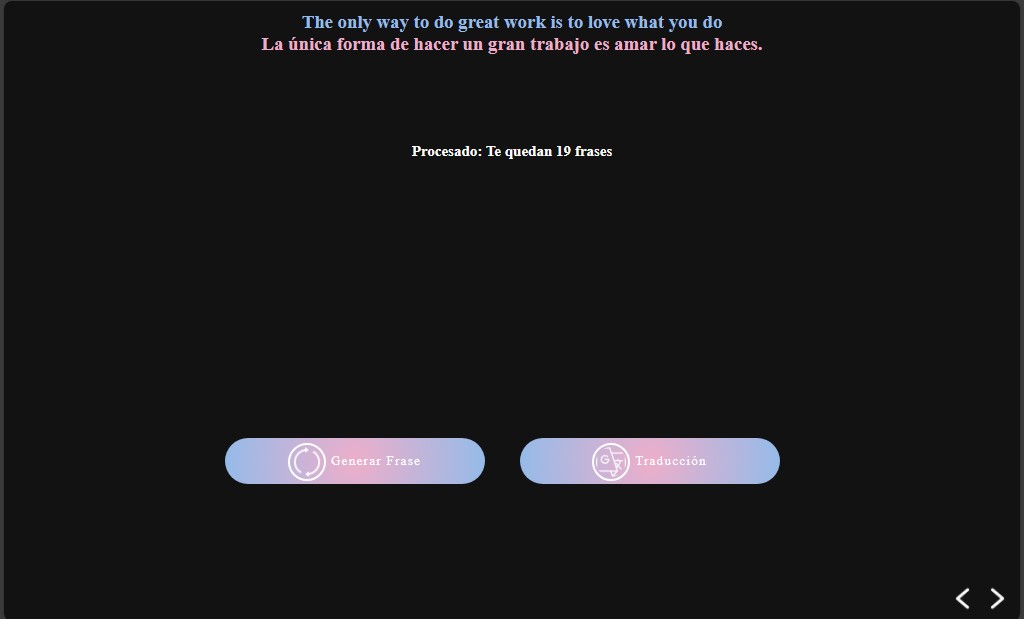 The only way to do great work is to love what you do
La única forma de hacer un gran trabajo es amar lo que haces.
Procesado: Te quedan 19 frases
Generar Frase
Traducción